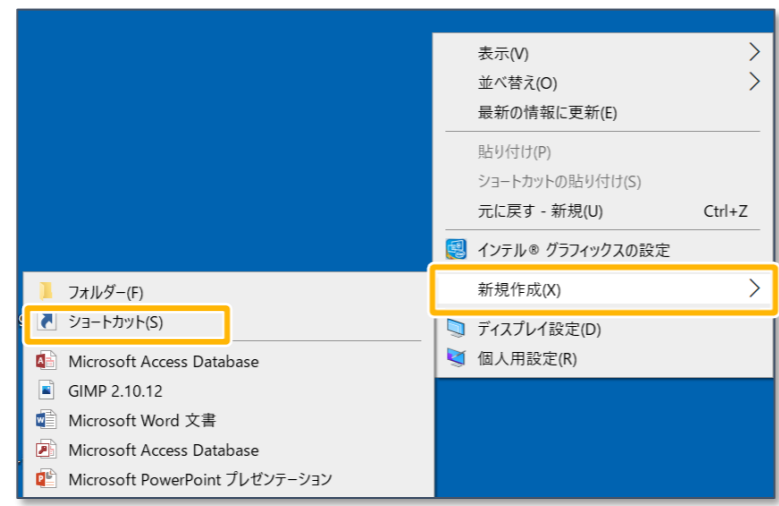 表示(V)
並べ替え(O)
最新の情報に更新(E)
貼り付け(P)
ショートカットの貼り付け(S)
元に戻す - 新規(U) Ctrl+Z
インテル® グラフィックスの設定
新規作成(X)
ディスプレイ設定(D)
個人用設定(R)
フォルダー(F)
ショートカット(S)
Microsoft Access Database
GIMP 2.10.12
Microsoft Word 文書
Microsoft Access Database
Microsoft PowerPoint プレゼンテーション